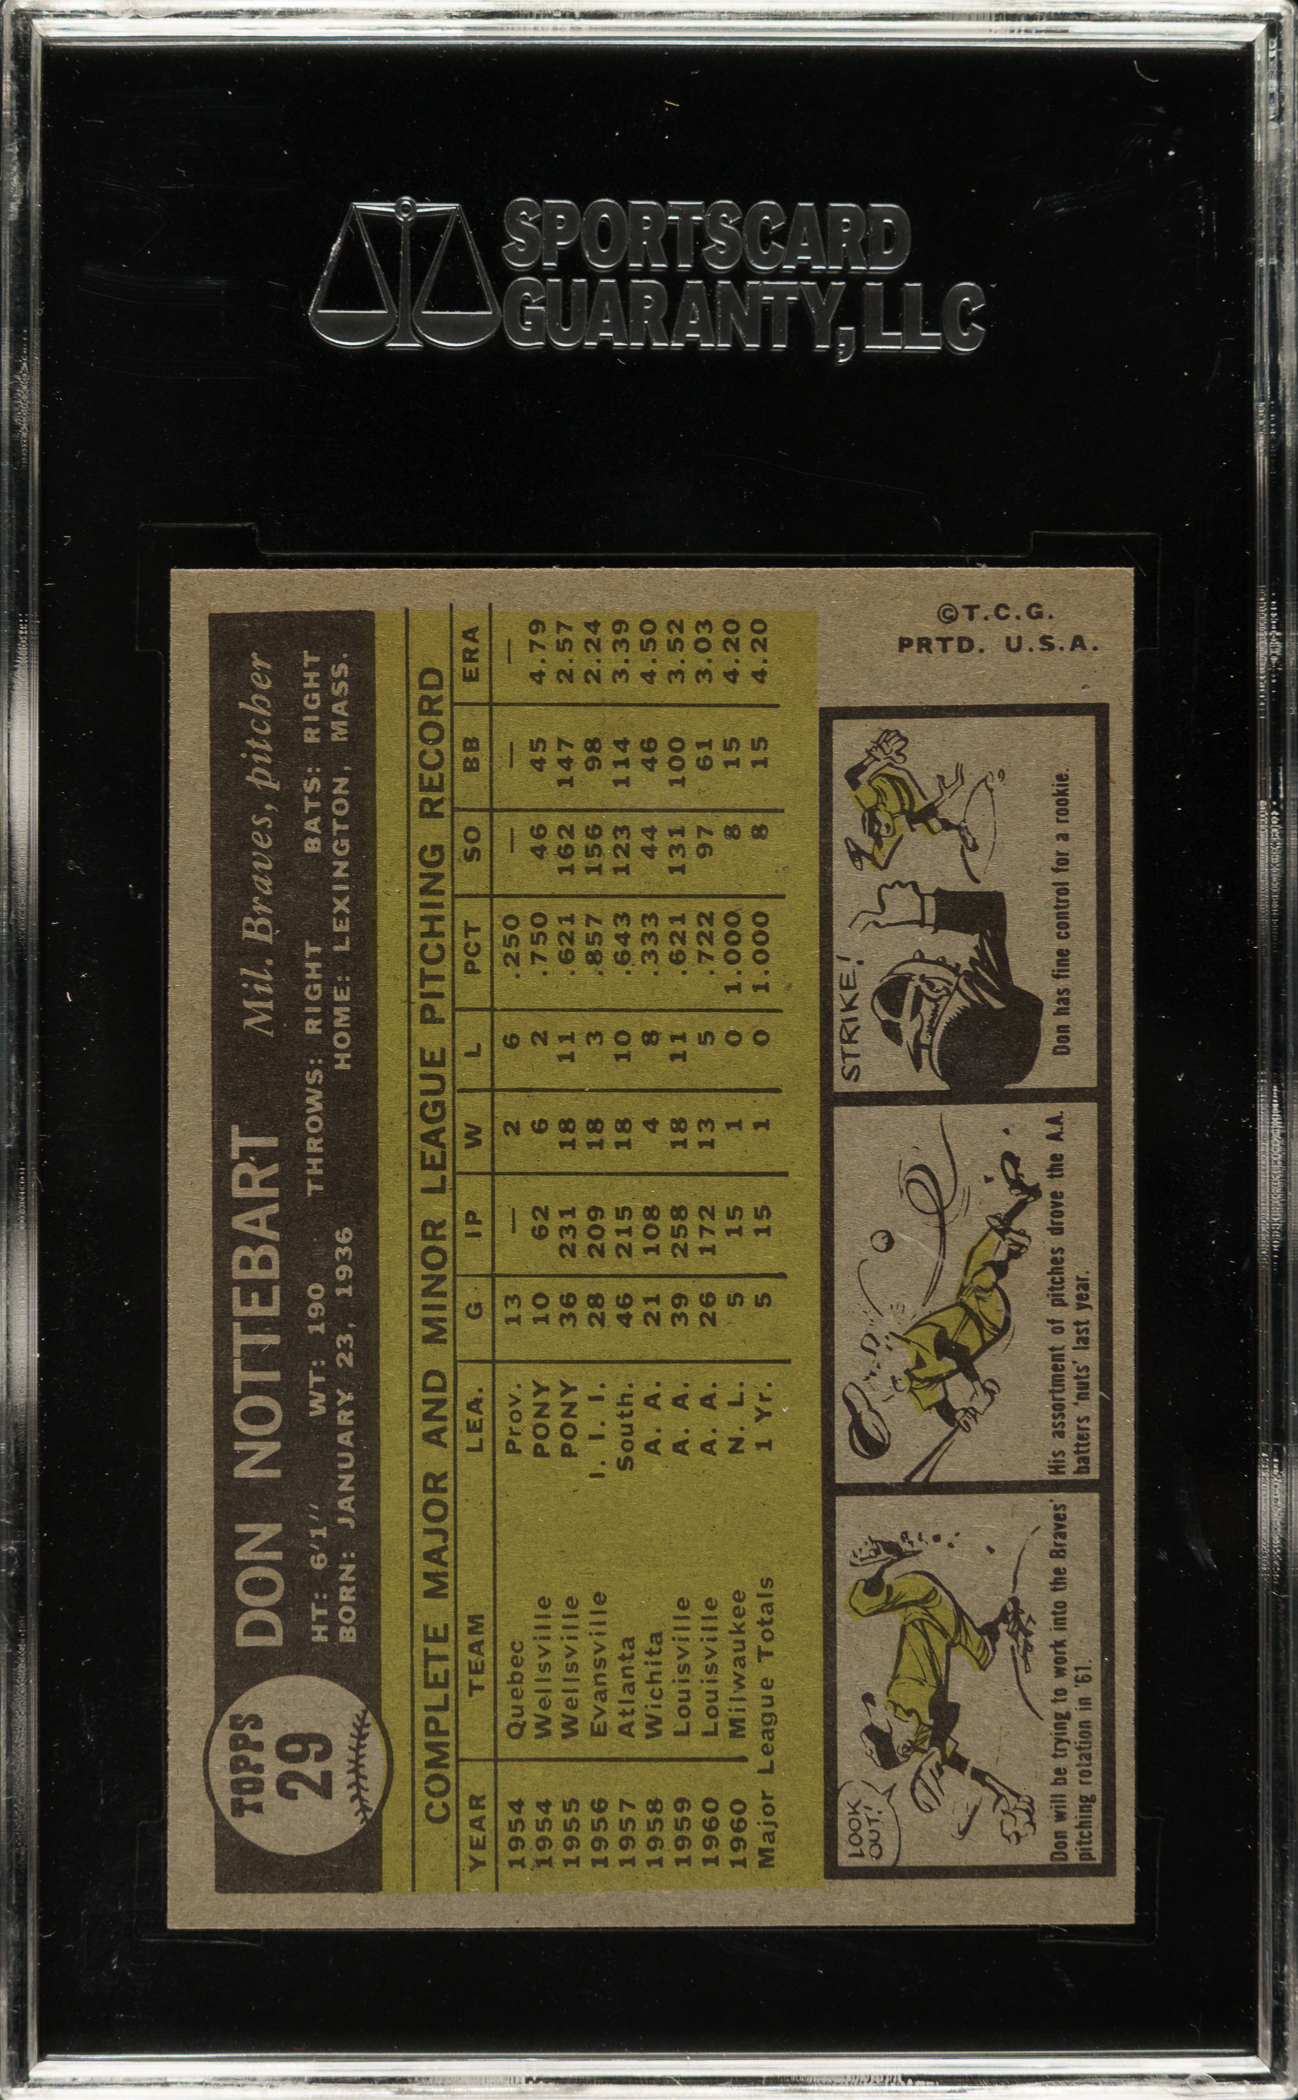 SPORTSCARD
GUARANTY, LLC
TOPPS
29
DON NOTTEBART Mil. Braves, pitcher
HT: 6'1" WT: 190 THROWS: RIGHT BATS: RIGHT
BORN: JANUARY 23, 1936 HOME: LEXINGTON, MASS.
COMPLETE MAJOR AND MINOR LEAGUE PITCHING RECORD
YEAR TEAM LEA. G IP W L PCT SO BB ERA
1954 Quebec Prov. 13 — 2 6 .250 — — —
1954 Wellsville PONY 10 62 6 2 .750 46 45 4.79
1955 Wellsville PONY 36 231 18 11 .621 162 147 2.57
1956 Evansville I. I. I. 28 209 18 3 .857 156 98 2.24
1957 Atlanta South. 46 215 18 10 .643 123 114 3.39
1958 Wichita A. A. 21 108 4 8 .333 44 46 4.50
1959 Louisville A. A. 39 258 18 11 .621 131 100 3.52
1960 Louisville A. A. 26 172 13 5 .722 97 61 3.03
1960 Milwaukee N. L. 5 15 1 0 1.000 8 15 4.20
Major League Totals 1 Yr. 5 15 1 0 1.000 8 15 4.20
LOOK
OUT!
Don will be trying to work into the Braves'
pitching rotation in '61.
His assortment of pitches drove the A.A.
batters 'nuts' last year.
STRIKE!
Don has fine control for a rookie.
©T.C.G.
PRTD. U.S.A.